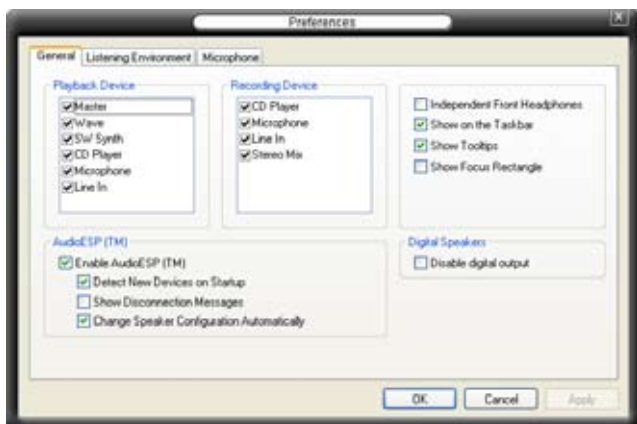 Preferences
General
Listening Environment
Microphone
Playback Device
Master
Wave
SW Synth
CD Player
Microphone
Line In
Recording Device
CD Player
Microphone
Line In
Stereo Mix
Independent Front Headphones
Show on the Taskbar
Show Tooltips
Show Focus Rectangle
AudioESP (TM)
Enable AudioESP (TM)
Detect New Devices on Startup
Show Disconnection Messages
Change Speaker Configuration Automatically
Digital Speakers
Disable digital output
OK
Cancel
Apply